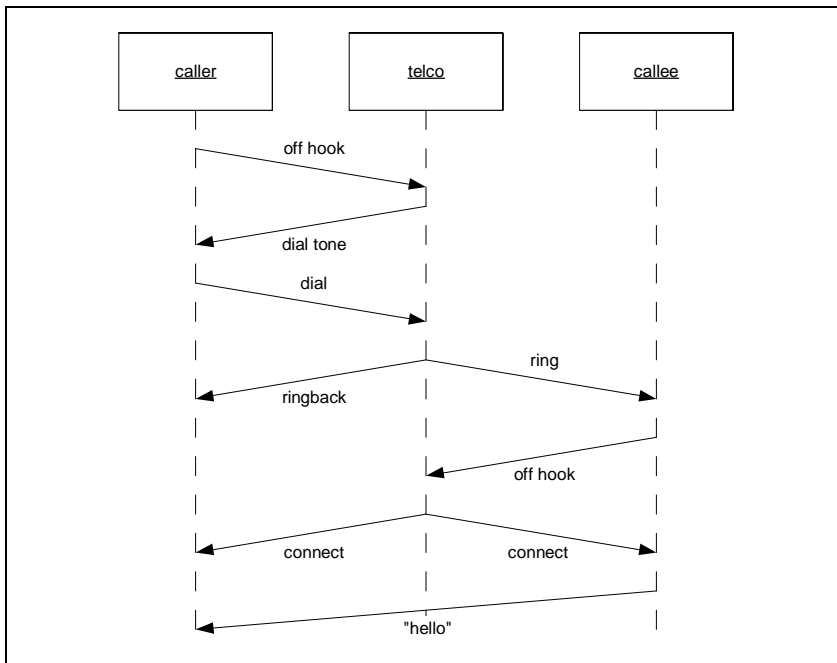 caller
telco
callee
off hook
dial tone
dial
ring
ringback
off hook
connect
connect
"hello"